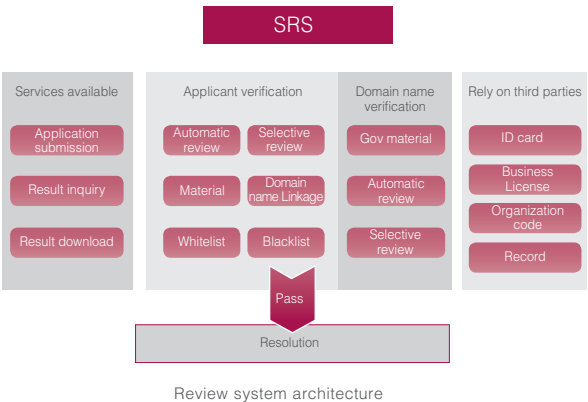 SRS
Services available
Application
submission
Result inquiry
Result download
Applicant verification
Automatic
review
Selective
review
Material
Domain
name Linkage
Whitelist
Blacklist
Domain name
verification
Gov material
Automatic
review
Selective
review
Rely on third parties
ID card
Business
License
Organization
code
Record
Pass
Resolution
Review system architecture